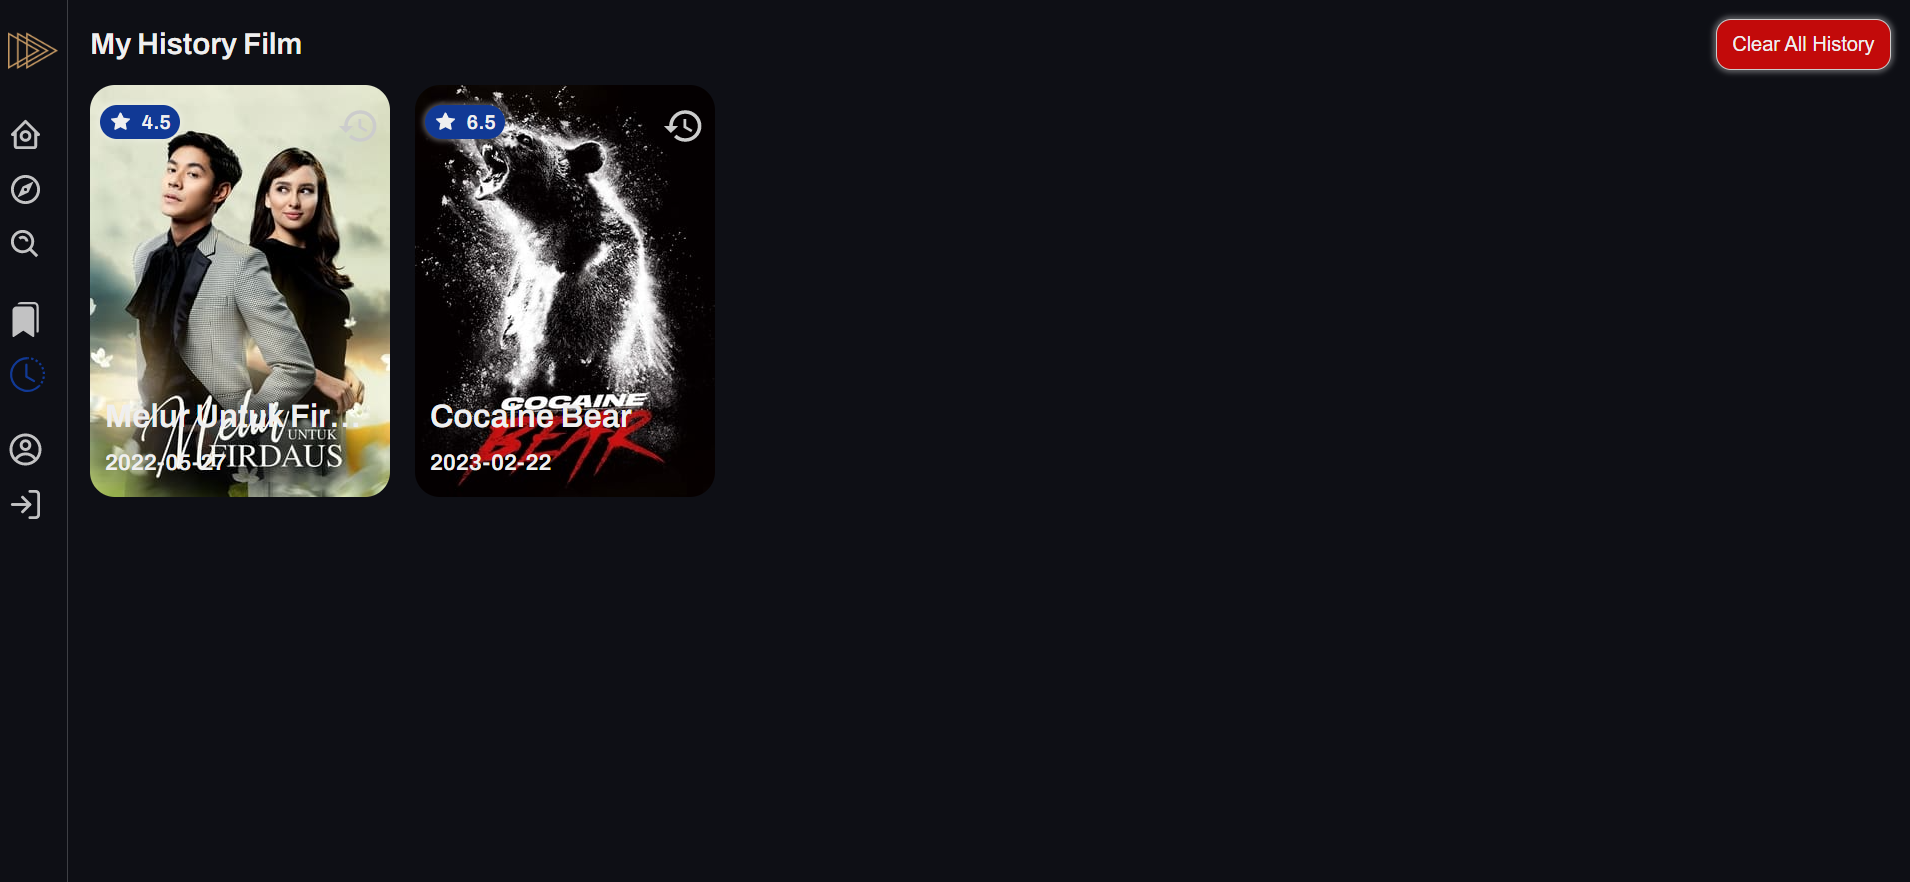 My History Film
Clear All History
4.5
Melur Untuk Fir...
Melur UNTUK
FIRDAUS
2022-05-27
6.5
COCAINE
Cocaine Bear
BEAR
2023-02-22